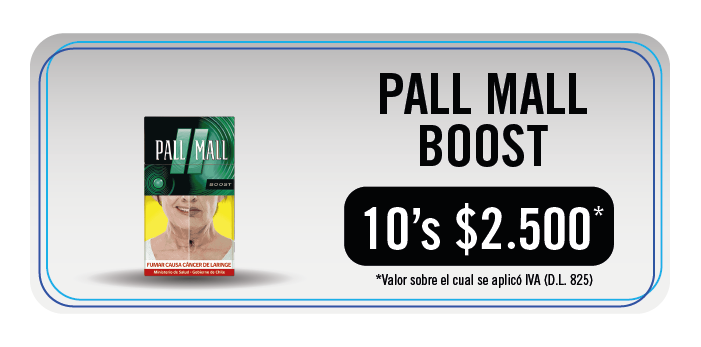 PALL MALL
BOOST
10's $2.500*
*Valor sobre el cual se aplicó IVA (D.L. 825)
PALL MALL
BOOST
FUMAR CAUSA CÁNCER DE LARINGE
Ministerio de Salud - Gobierno de Chile